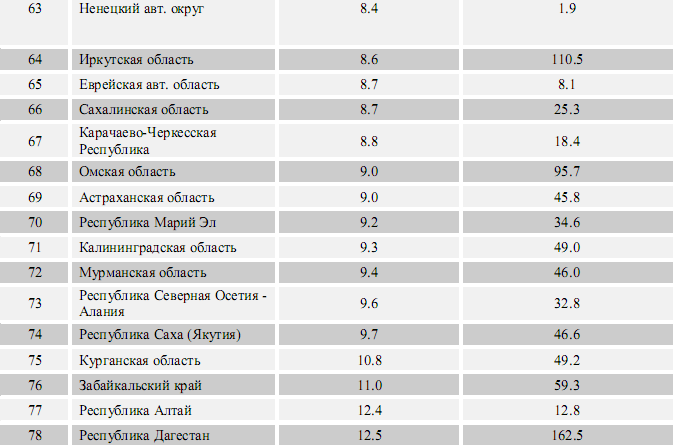 63 Ненецкий авт. округ 8.4 1.9
64 Иркутская область 8.6 110.5
65 Еврейская авт. область 8.7 8.1
66 Сахалинская область 8.7 25.3
67 Карачаево-Черкесская
Республика 8.8 18.4
68 Омская область 9.0 95.7
69 Астраханская область 9.0 45.8
70 Республика Марий Эл 9.2 34.6
71 Калининградская область 9.3 49.0
72 Мурманская область 9.4 46.0
73 Республика Северная Осетия -
Алания 9.6 32.8
74 Республика Саха (Якутия) 9.7 46.6
75 Курганская область 10.8 49.2
76 Забайкальский край 11.0 59.3
77 Республика Алтай 12.4 12.8
78 Республика Дагестан 12.5 162.5